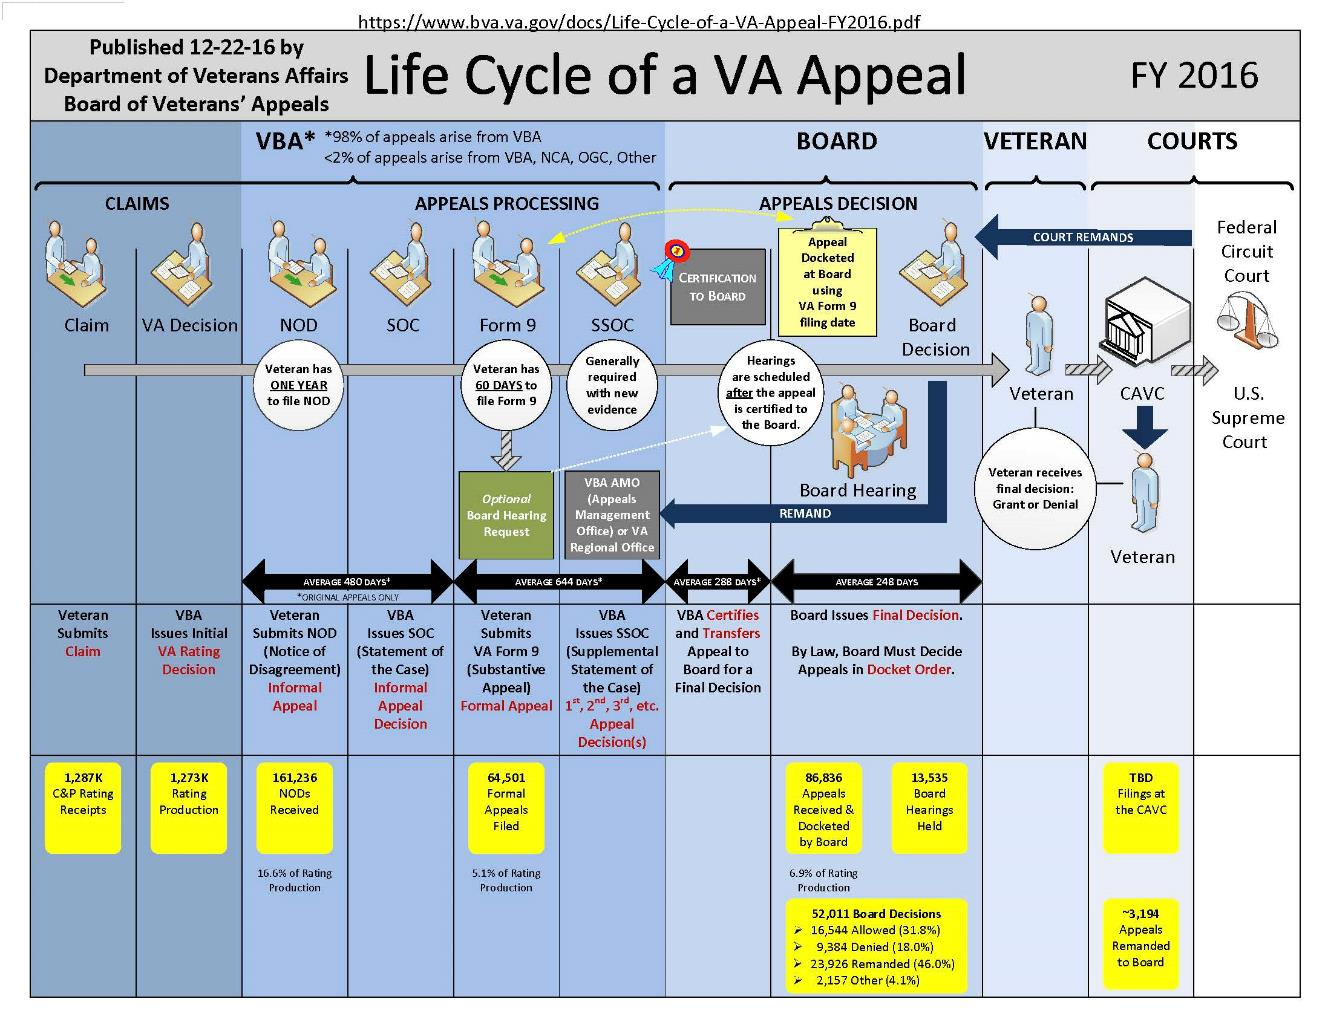 https://www.bva.va.gov/docs/Life-Cycle-of-a-VA-Appeal-FY2016.pdf
Published 12-22-16 by
Department of Veterans Affairs
Board of Veterans' Appeals
Life Cycle of a VA Appeal
FY 2016
VBA*
*98% of appeals arise from VBA
<2% of appeals arise from VBA, NCA, OGC, Other
BOARD
VETERAN
COURTS
CLAIMS
APPEALS PROCESSING
APPEALS DECISION
Claim
VA Decision
NOD
SOC
Form 9
SSOC
CERTIFICATION
TO BOARD
Appeal
Docketed
at Board
using
VA Form 9
filing date
Board
Decision
COURT REMANDS
Federal
Circuit
Court
Veteran has
ONE YEAR
to file NOD
Veteran has
60 DAYS to
file Form 9
Generally
required
with new
evidence
Hearings
are scheduled
after the appeal
is certified to
the Board.
Veteran
CAVC
U.S.
Supreme
Court
Optional
Board Hearing
Request
VBA AMO
(Appeals
Management
Office) or VA
Regional Office
Board Hearing
REMAND
Veteran receives
final decision:
Grant or Denial
Veteran
AVERAGE 480 DAYS*
*ORIGINAL APPEALS ONLY
AVERAGE 644 DAYS*
AVERAGE 288 DAYS*
AVERAGE 248 DAYS
Veteran
Submits
Claim
VBA
Issues Initial
VA Rating
Decision
Veteran
Submits NOD
(Notice of
Disagreement)
Informal
Appeal
VBA
Issues SOC
(Statement of
the Case)
Informal
Appeal
Decision
Veteran
Submits
VA Form 9
(Substantive
Appeal)
Formal Appeal
VBA
Issues SSOC
(Supplemental
Statement of
the Case)
1st, 2nd, 3rd, etc.
Appeal
Decision(s)
VBA Certifies
and Transfers
Appeal to
Board for a
Final Decision
Board Issues Final Decision.
By Law, Board Must Decide
Appeals in Docket Order.
1,287K
C&P Rating
Receipts
1,273K
Rating
Production
161,236
NODs
Received
16.6% of Rating
Production
64,501
Formal
Appeals
Filed
5.1% of Rating
Production
86,836
Appeals
Received &
Docketed
by Board
6.9% of Rating
Production
13,535
Board
Hearings
Held
52,011 Board Decisions
➢ 16,544 Allowed (31.8%)
➢ 9,384 Denied (18.0%)
➢ 23,926 Remanded (46.0%)
➢ 2,157 Other (4.1%)
TBD
Filings at
the CAVC
~3,194
Appeals
Remanded
to Board